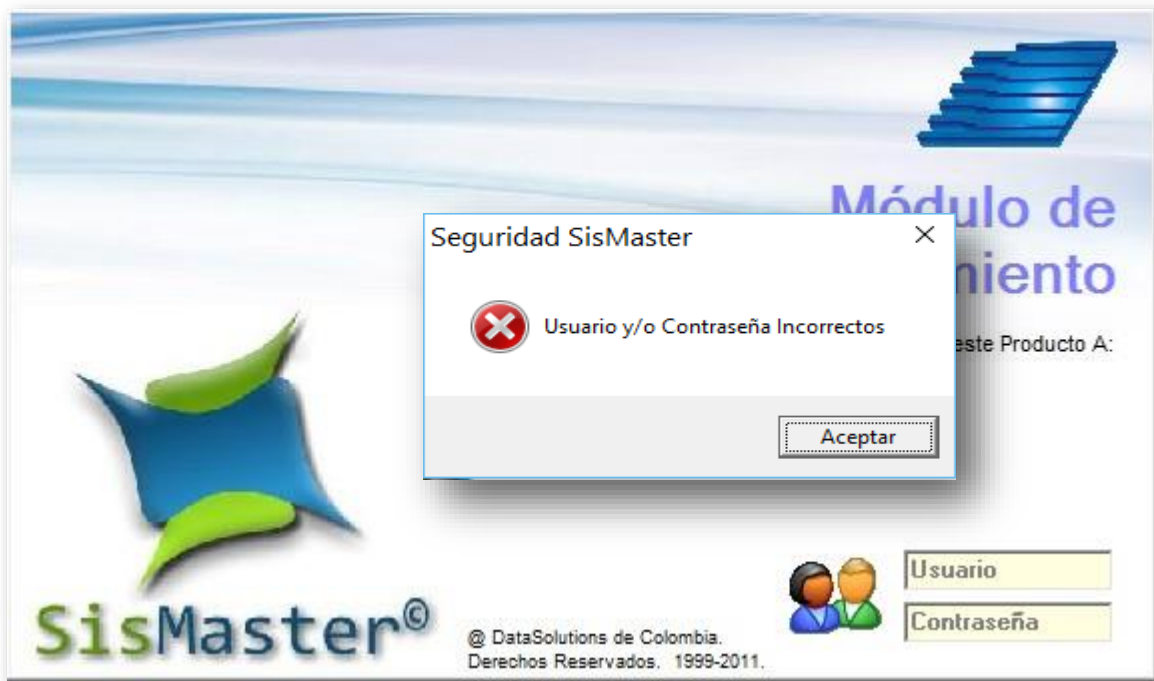 Módulo de
miento
Seguridad SisMaster
Usuario y/o Contraseña Incorrectos
este Producto A:
Aceptar
Usuario
Contraseña
SisMaster©
@ DataSolutions de Colombia.
Derechos Reservados. 1999-2011.